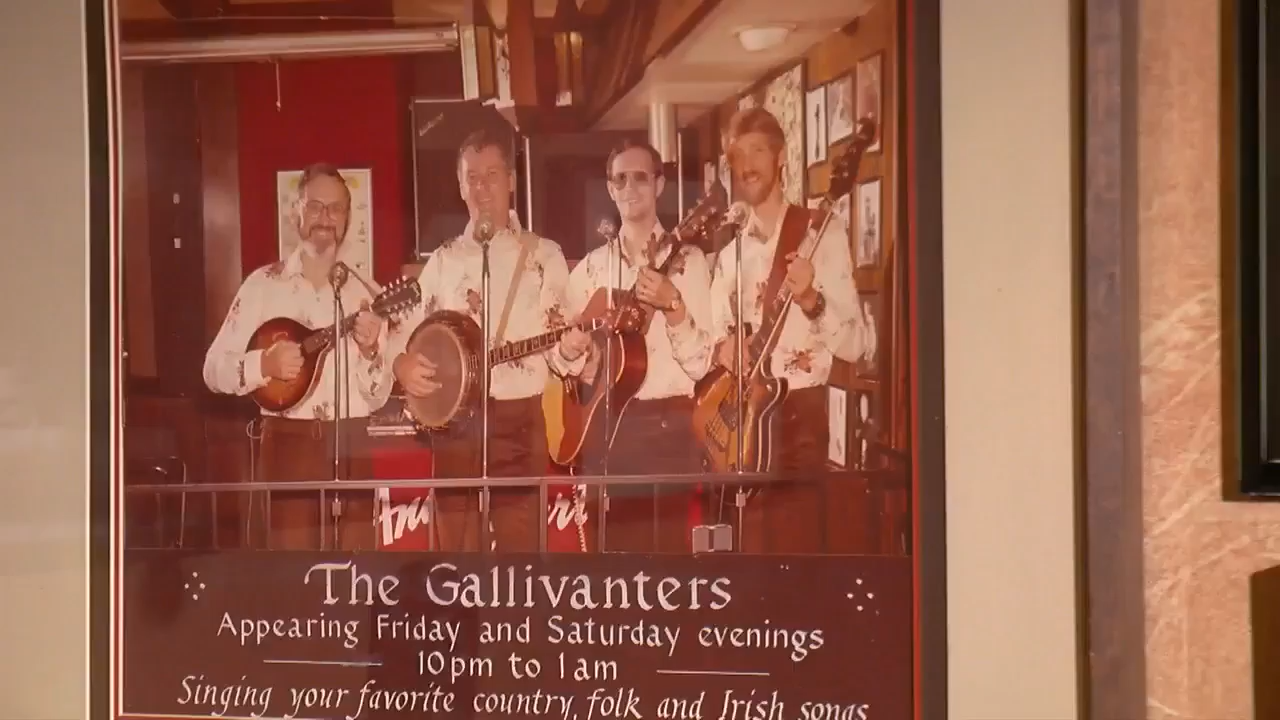 The Gallivanters
Appearing Friday and Saturday evenings
10pm to 1am
Singing your favorite country, folk and Irish songs